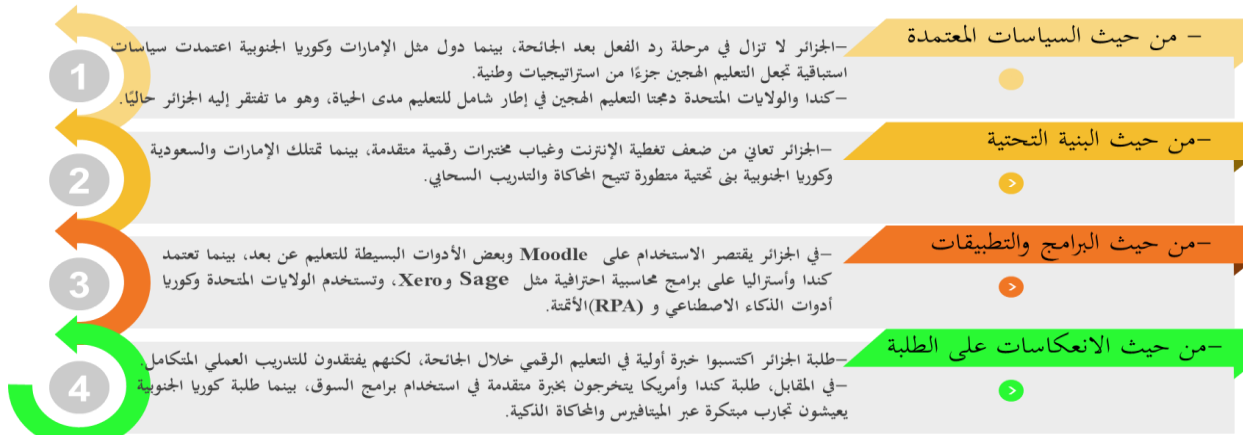 – من حيث السياسات المعتمدة
–الجزائر لا تزال في مرحلة رد الفعل بعد الجائحة، بينما دول مثل الإمارات وكوريا الجنوبية اعتمدت سياسات
استباقية تجعل التعليم الهجين جزءًا من استراتيجيات وطنية.
–كندا والولايات المتحدة دمجتا التعليم الهجين في إطار شامل للتعليم مدى الحياة، وهو ما تفتقر إليه الجزائر حاليًا.
1
–من حيث البنية التحتية
–الجزائر تعاني من ضعف تغطية الإنترنت وغياب مختبرات رقمية متقدمة، بينما تمتلك الإمارات والسعودية
وكوريا الجنوبية بنى تحتية متطورة تتيح المحاكاة والتدريب السحابي.
2
–من حيث البرامج والتطبيقات
–في الجزائر يقتصر الاستخدام على Moodle وبعض الأدوات البسيطة للتعليم عن بعد، بينما تعتمد
كندا وأستراليا على برامج محاسبية احترافية مثل Sage وXero، وتستخدم الولايات المتحدة وكوريا
أدوات الذكاء الاصطناعي و (RPA)الأتمتة.
3
–من حيث الانعكاسات على الطلبة
–طلبة الجزائر اكتسبوا خبرة أولية في التعليم الرقمي خلال الجائحة، لكنهم يفتقدون للتدريب العملي المتكامل.
–في المقابل، طلبة كندا وأمريكا يتخرجون بخبرة متقدمة في استخدام برامج السوق، بينما طلبة كوريا الجنوبية
يعيشون تجارب مبتكرة عبر الميتافيرس والمحاكاة الذكية.
4